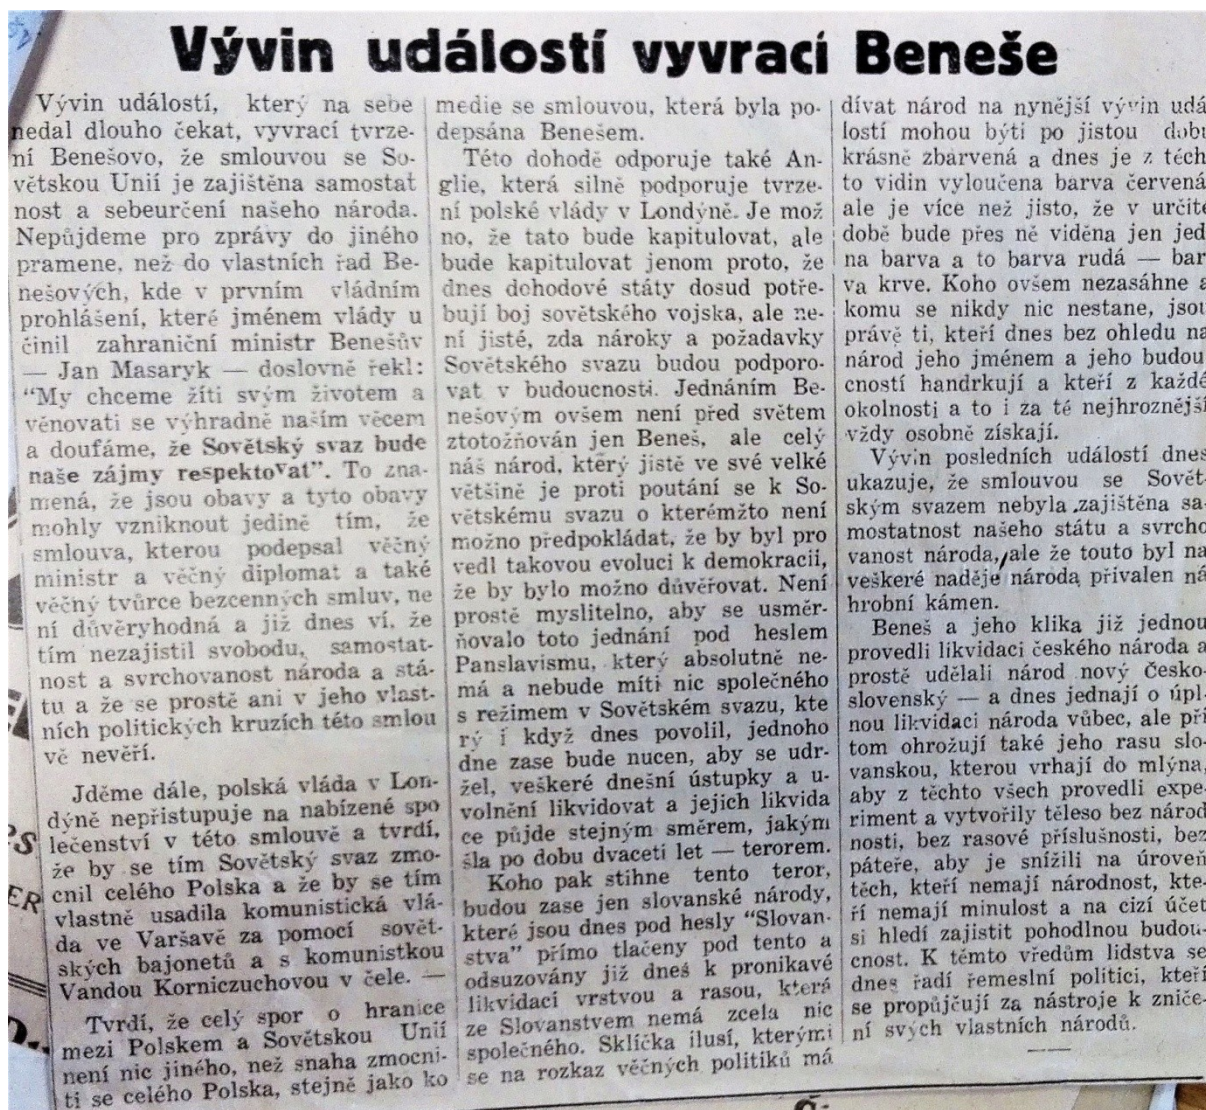 Vývin událostí vyvrací Beneše
Vývin událostí, který na sebe
nedal dlouho čekat, vyvrací tvrze-
ní Benešovo, že smlouvou se So-
větskou Unií je zajištěna samostat
nost a sebeurčení našeho národa.
Nepůjdeme pro zprávy do jiného
pramene, než do vlastních řad Be-
nešových, kde v prvním vládním
prohlášení, které jménem vlády u
činil zahraniční ministr Benešův
— Jan Masaryk — doslovně řekl:
"My chceme žíti svým životem a
věnovati se výhradně naším věcem
a doufáme, že Sovětský svaz bude
naše zájmy respektovat". To zna-
mená, že jsou obavy a tyto obavy
mohly vzniknout jedině tím, že
smlouva, kterou podepsal věčný
ministr a věčný diplomat a také
věčný tvůrce bezcenných smluv, ne
ní důvěryhodná a již dnes ví, že
tím nezajistil svobodu, samostat-
nost a svrchovanost národa a stá-
tu a že se prostě ani v jeho vlast-
ních politických kruzích této smlou
vě nevěří.
Jděme dále, polská vláda v Lon-
dýně nepřistupuje na nabízené spo
lečenství v této smlouvě a tvrdí,
že by se tím Sovětský svaz zmo-
cnil celého Polska a že by se tím
vlastně usadila komunistická vlá-
da ve Varšavě za pomocí sovět-
ských bajonetů a s komunistkou
Vandou Korniczuchovou v čele. —
Tvrdí, že celý spor o hranice
mezi Polskem a Sovětskou Unií
není nic jiného, než snaha zmocni-
ti se celého Polska, stejně jako ko
medie se smlouvou, která byla po-
depsána Benešem.
Této dohodě odporuje také An-
glie, která silně podporuje tvrze-
ní polské vlády v Londýně. Je mož
no, že tato bude kapitulovat, ale
bude kapitulovat jenom proto, že
dnes dohodové státy dosud potře-
bují boj sovětského vojska, ale ne-
ní jisté, zda nároky a požadavky
Sovětského svazu budou podporo-
vat v budoucnosti. Jednáním Be-
nešovým ovšem není před světem
ztotožňován jen Beneš, ale celý
náš národ, který jistě ve své velké
většině je proti poutání se k So-
větskému svazu o kterémžto není
možno předpokládat, že by byl pro
vedl takovou evoluci k demokracii,
že by bylo možno důvěřovat. Není
prostě myslitelno, aby se usměr-
ňovalo toto jednání pod heslem
Panslavismu, který absolutně ne-
má a nebude míti nic společného
s režimem v Sovětském svazu, kte
rý i když dnes povolil, jednoho
dne zase bude nucen, aby se udr-
žel, veškeré dnešní ústupky a u-
volnění likvidovat a jejich likvida
ce půjde stejným směrem, jakým
šla po dobu dvaceti let — terorem.
Koho pak stihne tento teror,
budou zase jen slovanské národy,
které jsou dnes pod hesly "Slovan-
stva" přímo tlačeny pod tento a
odsuzovány již dnes k pronikavé
likvidaci vrstvou a rasou, která
ze Slovanstvem nemá zcela nic
společného. Sklíčka ilusí, kterými
se na rozkaz věčných politiků má
dívat národ na nynější vývin udá
lostí mohou býti po jistou dobu
krásně zbarvená a dnes je z těch
to vidin vyloučena barva červená
ale je více než jisto, že v určité
době bude přes ně viděna jen jed
na barva a to barva rudá — bar
va krve. Koho ovšem nezasáhne a
komu se nikdy nic nestane, jsou
právě ti, kteří dnes bez ohledu na
národ jeho jménem a jeho budou
cností handrkují a kteří z každé
okolnosti a to i za té nejhroznější
vždy osobně získají.
Vývin posledních událostí dnes
ukazuje, že smlouvou se Sovět-
ským svazem nebyla zajištěna sa-
mostatnost našeho státu a svrcho
vanost národa, ale že touto byl na
veškeré naděje národa přivalen ná
hrobní kámen.
Beneš a jeho klika již jednou
provedli likvidaci českého národa a
prostě udělali národ nový Česko-
slovenský — a dnes jednají o úpl-
nou likvidaci národa vůbec, ale při
tom ohrožují také jeho rasu slo-
vanskou, kterou vrhají do mlýna,
aby z těchto všech provedli expe-
riment a vytvořily těleso bez národ
nosti, bez rasové příslušnosti, bez
páteře, aby je snížili na úroveň
těch, kteří nemají národnost, kte-
ří nemají minulost a na cizí účet
si hledí zajistit pohodlnou budou-
cnost. K těmto vředům lidstva se
dnes řadí řemeslní politici, kteří
se propůjčují za nástroje k zniče-
ní svých vlastních národů.